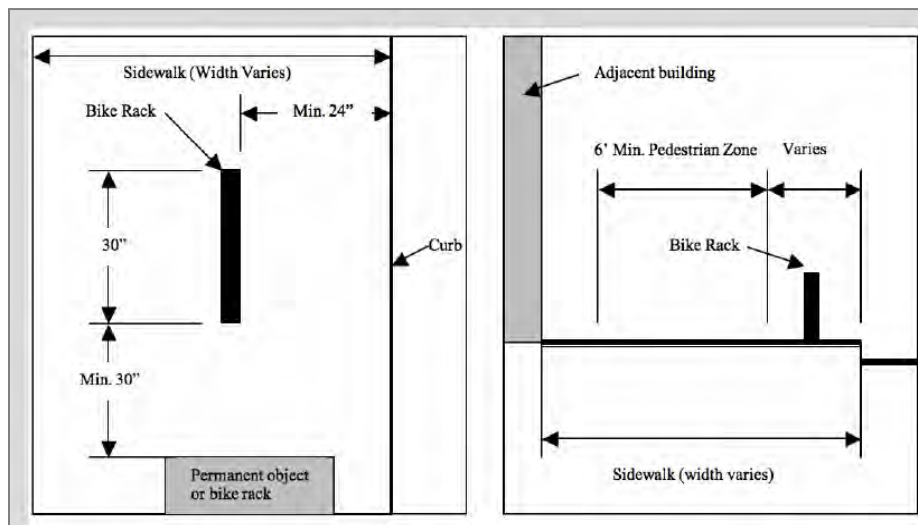 Sidewalk (Width Varies)
Bike Rack
Min. 24”
30”
Curb
Min. 30”
Permanent object
or bike rack
Adjacent building
6’ Min. Pedestrian Zone
Varies
Bike Rack
Sidewalk (width varies)